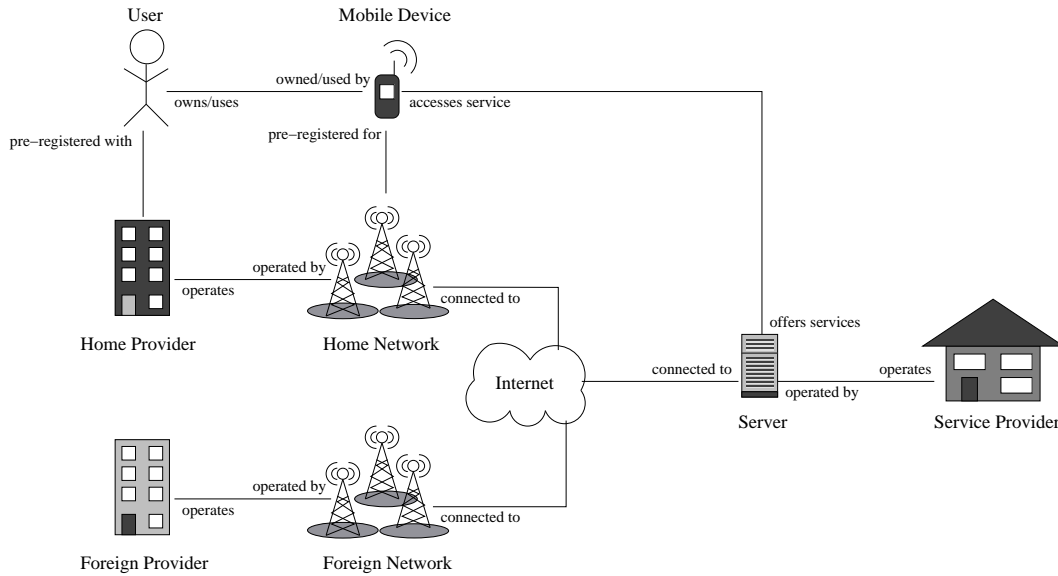 User
Mobile Device
owned/used by
owns/uses
accesses service
pre−registered with
pre−registered for
operated by
operates
connected to
Home Provider
Home Network
offers services
Internet
connected to
operates
operated by
Server
Service Provider
operated by
operates
connected to
Foreign Provider
Foreign Network